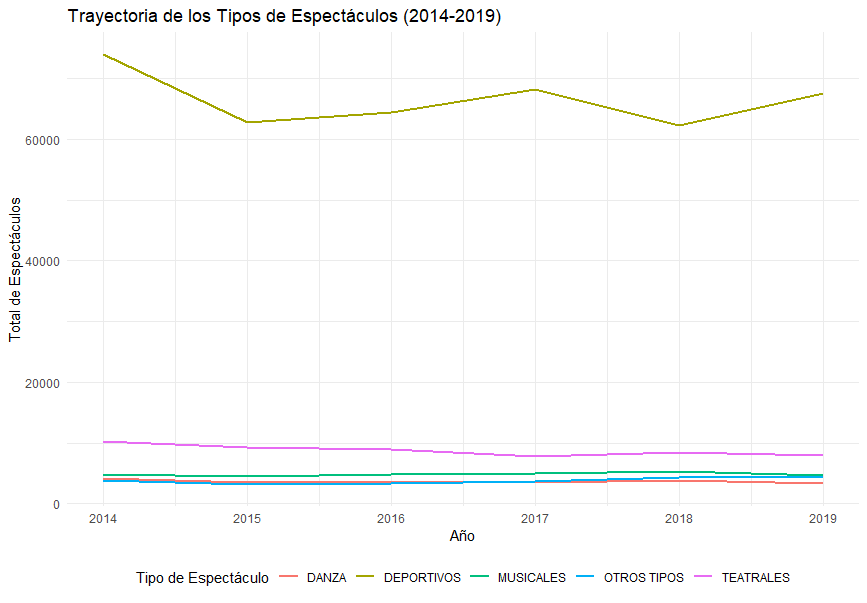 Trayectoria de los Tipos de Espectáculos (2014-2019)
Total de Espectáculos
60000
40000
20000
0
2014 2015 2016 2017 2018 2019
Año
Tipo de Espectáculo DANZA DEPORTIVOS MUSICALES OTROS TIPOS TEATRALES